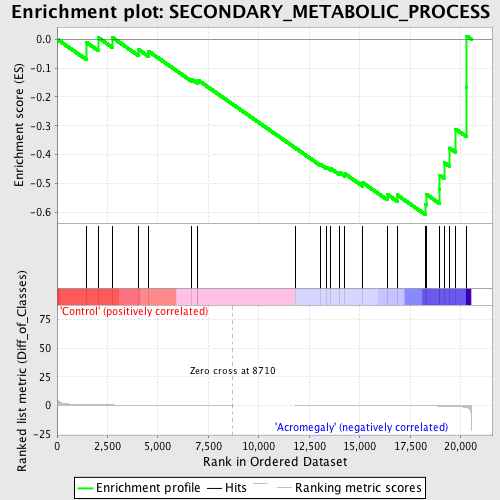 Enrichment plot: SECONDARY_METABOLIC_PROCESS
Enrichment score (ES)
0.0
-0.1
-0.2
-0.3
-0.4
-0.5
-0.6
'Control' (positively correlated)
Ranked list metric (Diff_of_Classes)
75
50
25
0
-25
Zero cross at 8710
'Acromegaly' (negatively correlated)
0
2,500
5,000
7,500
10,000
12,500
15,000
17,500
20,000
Rank in Ordered Dataset
Enrichment profile
Hits
Ranking metric scores